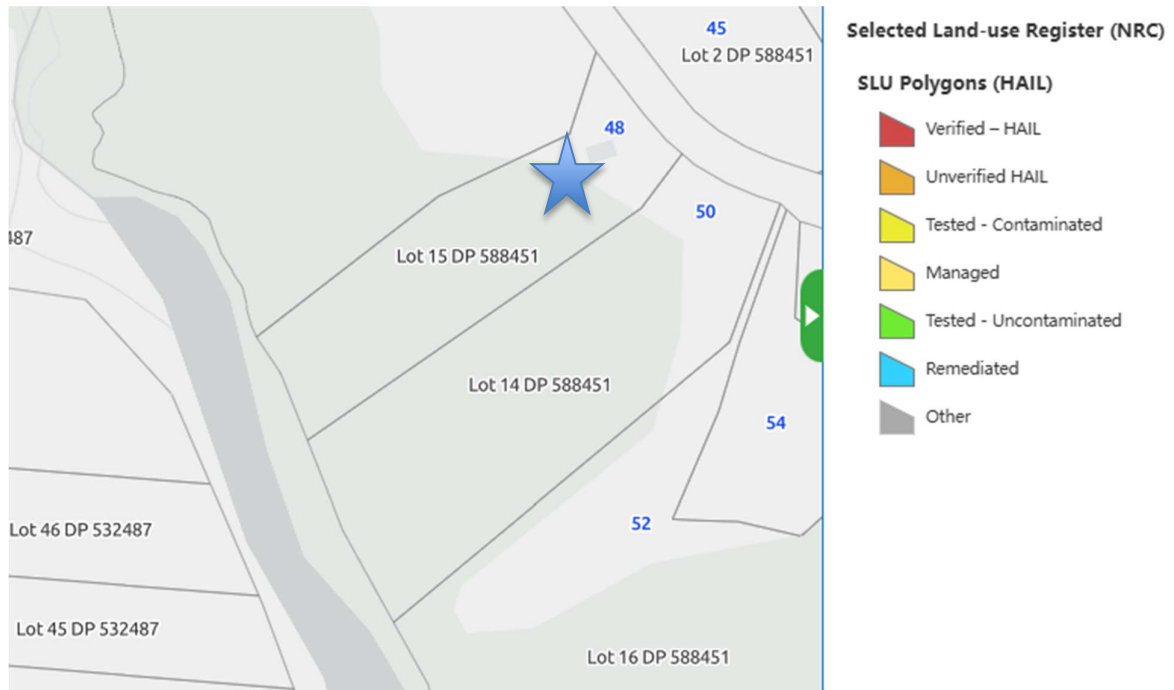 45
Lot 2 DP 588451
48
50
487
Lot 15 DP 588451
Lot 14 DP 588451
54
52
Lot 46 DP 532487
Lot 45 DP 532487
Lot 16 DP 588451
Selected Land-use Register (NRC)
SLU Polygons (HAIL)
Verified – HAIL
Unverified HAIL
Tested - Contaminated
Managed
Tested - Uncontaminated
Remediated
Other